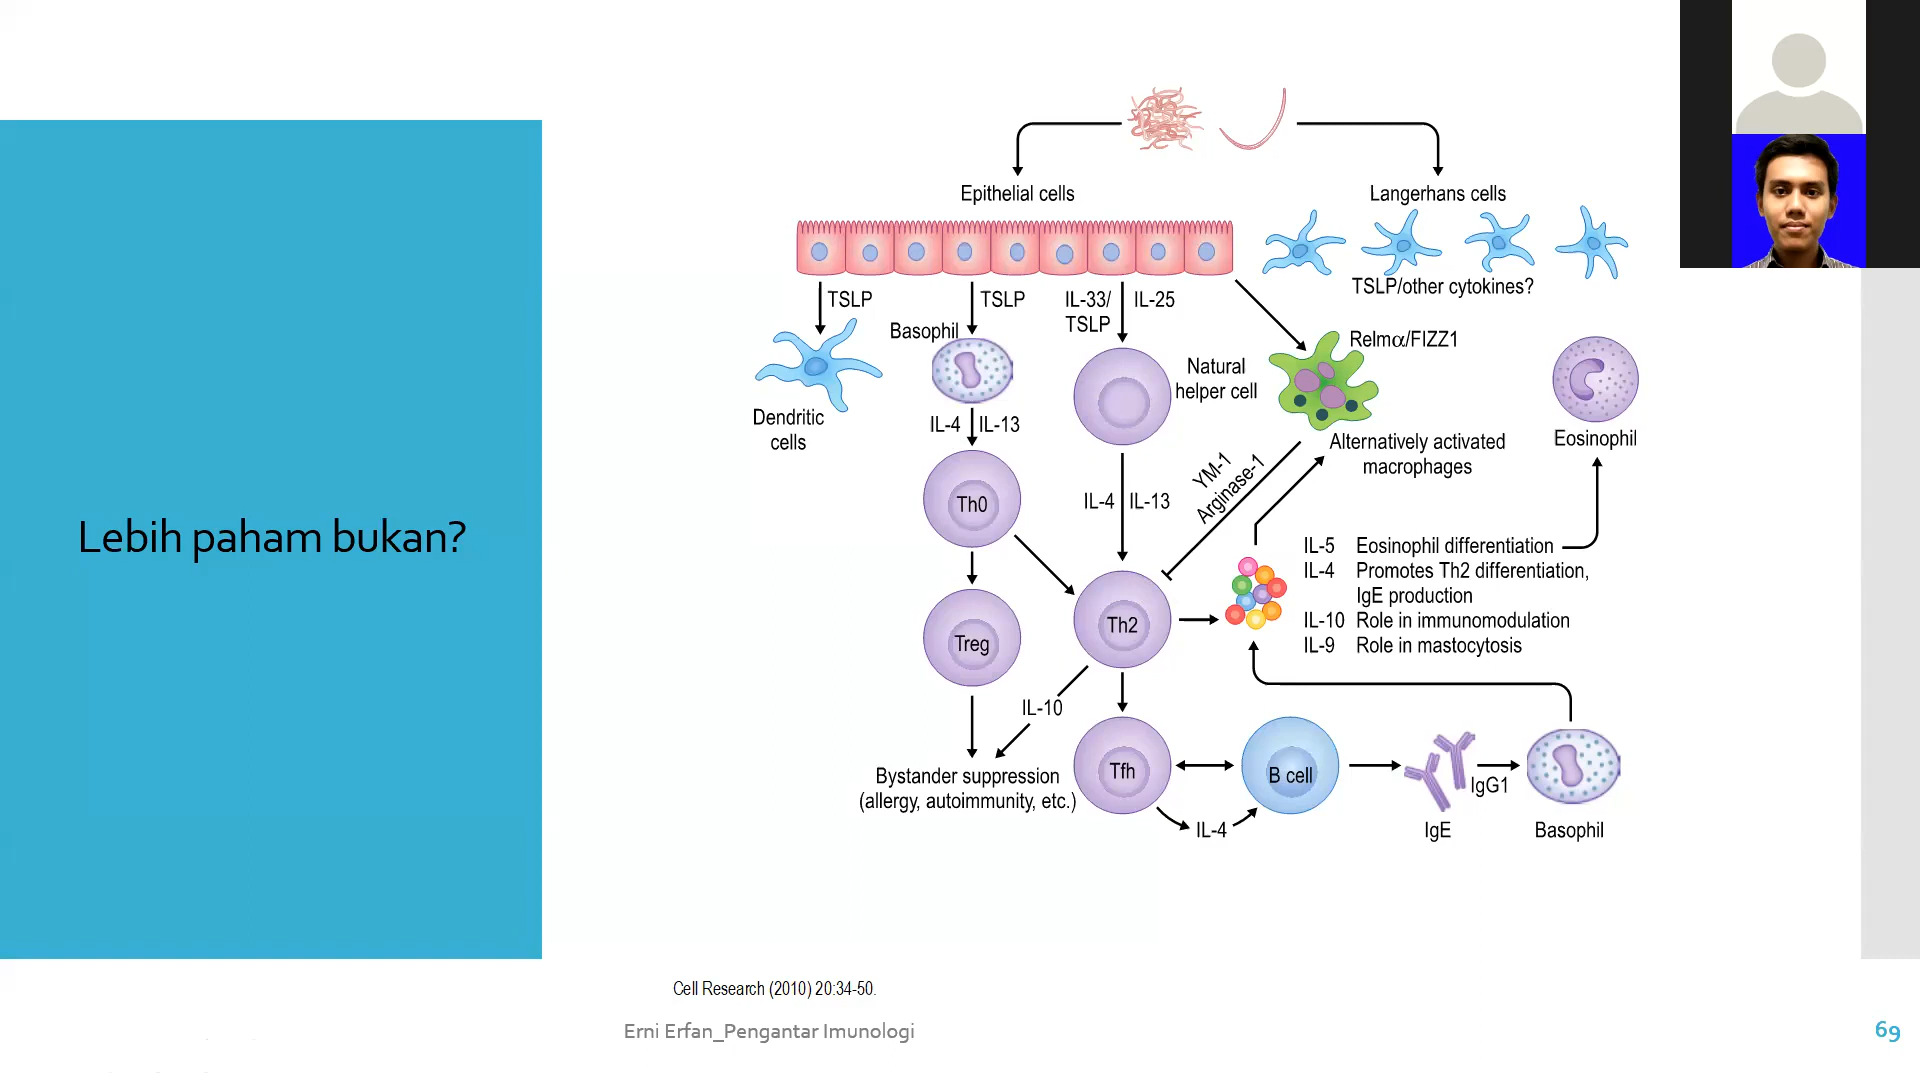 Lebih paham bukan?
Epithelial cells
Langerhans cells
TSLP/other cytokines?
TSLP
TSLP
IL-33/
TSLP
IL-25
Basophil
Dendritic
cells
Natural
helper cell
Relmα/FIZZ1
Alternatively activated
macrophages
Eosinophil
IL-4
IL-13
Th0
IL-4
IL-13
YM-1
Arginase-1
Treg
Th2
IL-5 Eosinophil differentiation
IL-4 Promotes Th2 differentiation,
IgE production
IL-10 Role in immunomodulation
IL-9 Role in mastocytosis
IL-10
Bystander suppression
(allergy, autoimmunity, etc.)
Tfh
B cell
IL-4
IgG1
IgE
Basophil
Cell Research (2010) 20:34-50.
Erni Erfan_Pengantar Imunologi
69